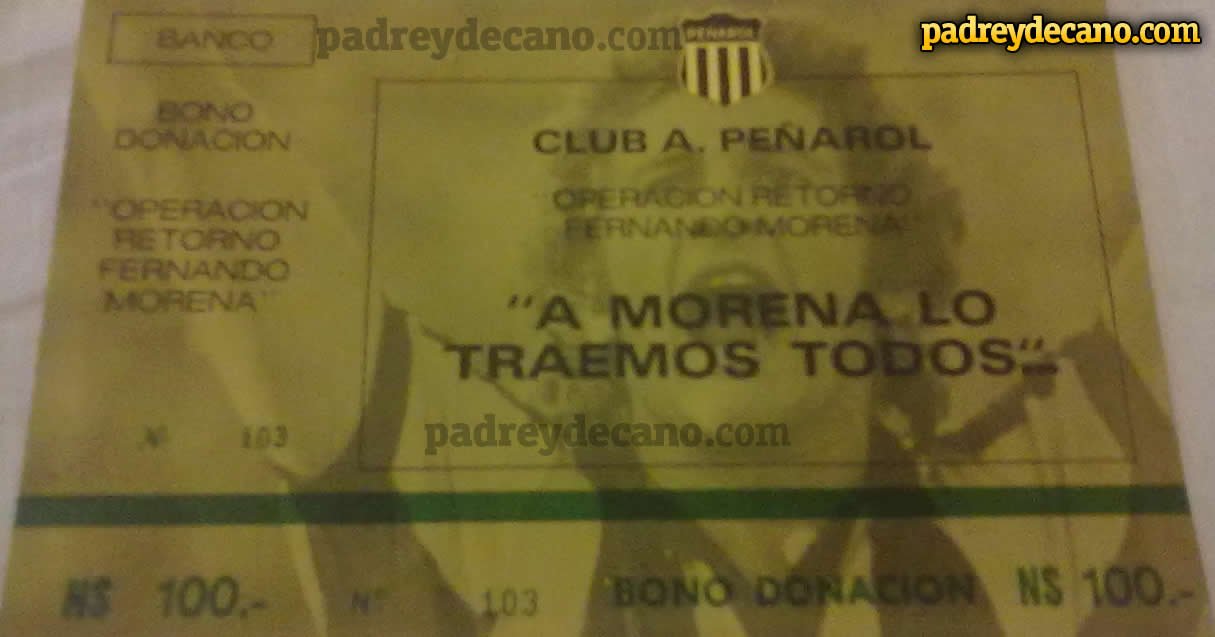 padreydecano.com
padreydecano.com
BANCO
BONO
DONACION
"OPERACION
RETORNO
FERNANDO
MORENA"
Nº 103
PEÑAROL
CLUB A. PEÑAROL
"OPERACION RETORNO
FERNANDO MORENA"
"A MORENA LO
TRAEMOS TODOS"
padreydecano.com
N$ 100.- Nº 103 BONO DONACION N$ 100.-